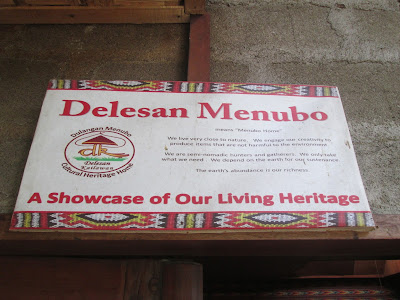 Delesan Menubo
means "Menubo Home"
We live very close to nature. We engage our creativity to
produce items that are not harmful to the environment
We are semi-nomadic hunters and gatherers. We only take
what we need. We depend on the earth for our sustenance
The earth's abundance is our richness
Dulangan Menubo
Delesan
Kailawan
Cultural Heritage Home
A Showcase of Our Living Heritage